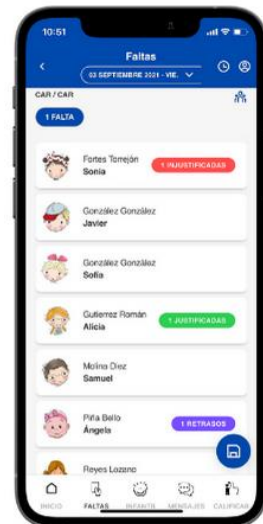 10:51
Faltas
03 SEPTIEMBRE 2021 - VIE.
CAR / CAR
1 FALTA
Fortes Torrejón
Sonia
1 INJUSTIFICADAS
González González
Javier
González González
Sofía
Gutierrez Román
Alicia
1 JUSTIFICADAS
Molina Diez
Samuel
Piña Bello
Ángela
1 RETRASOS
Reyes Lozano
INICIO FALTAS INFANTIL MENSAJES CALIFICAR